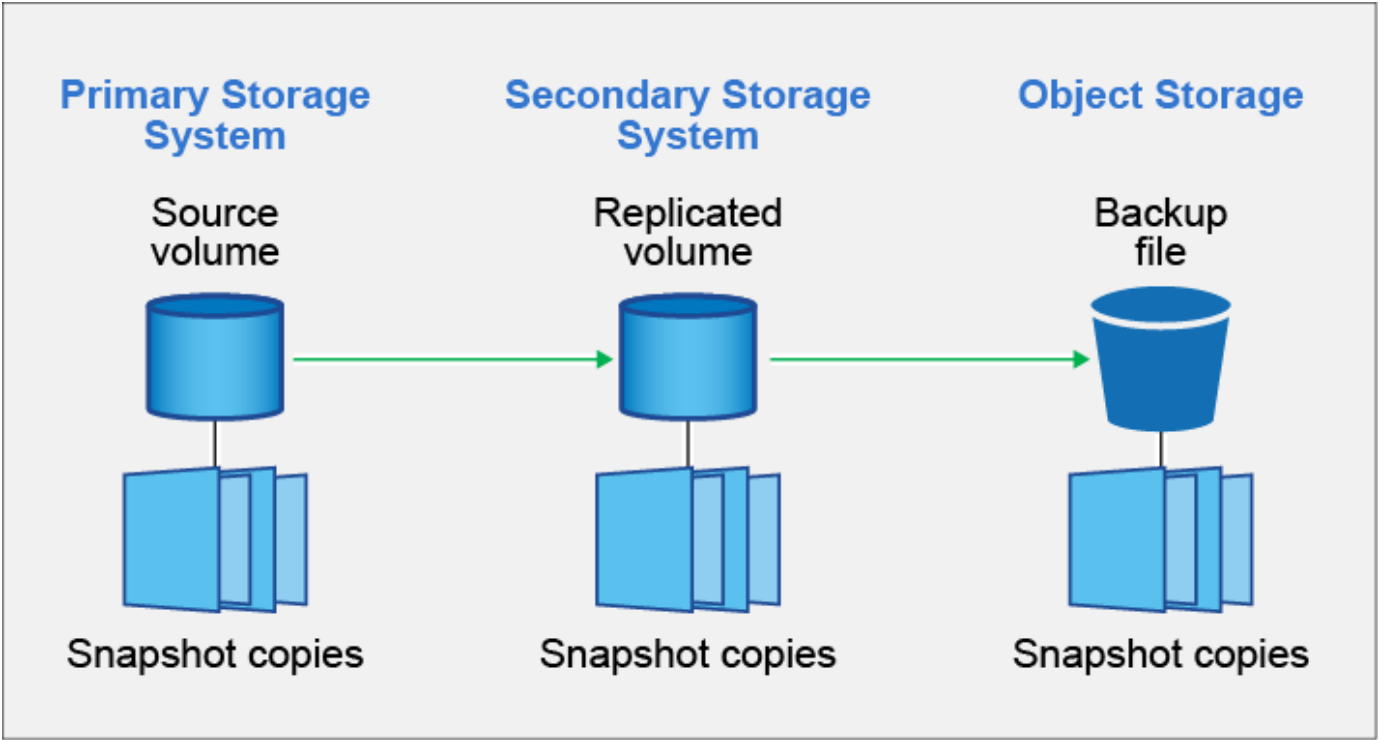 Primary Storage
System
Secondary Storage
System
Object Storage
Source
volume
Replicated
volume
Backup
file
Snapshot copies
Snapshot copies
Snapshot copies